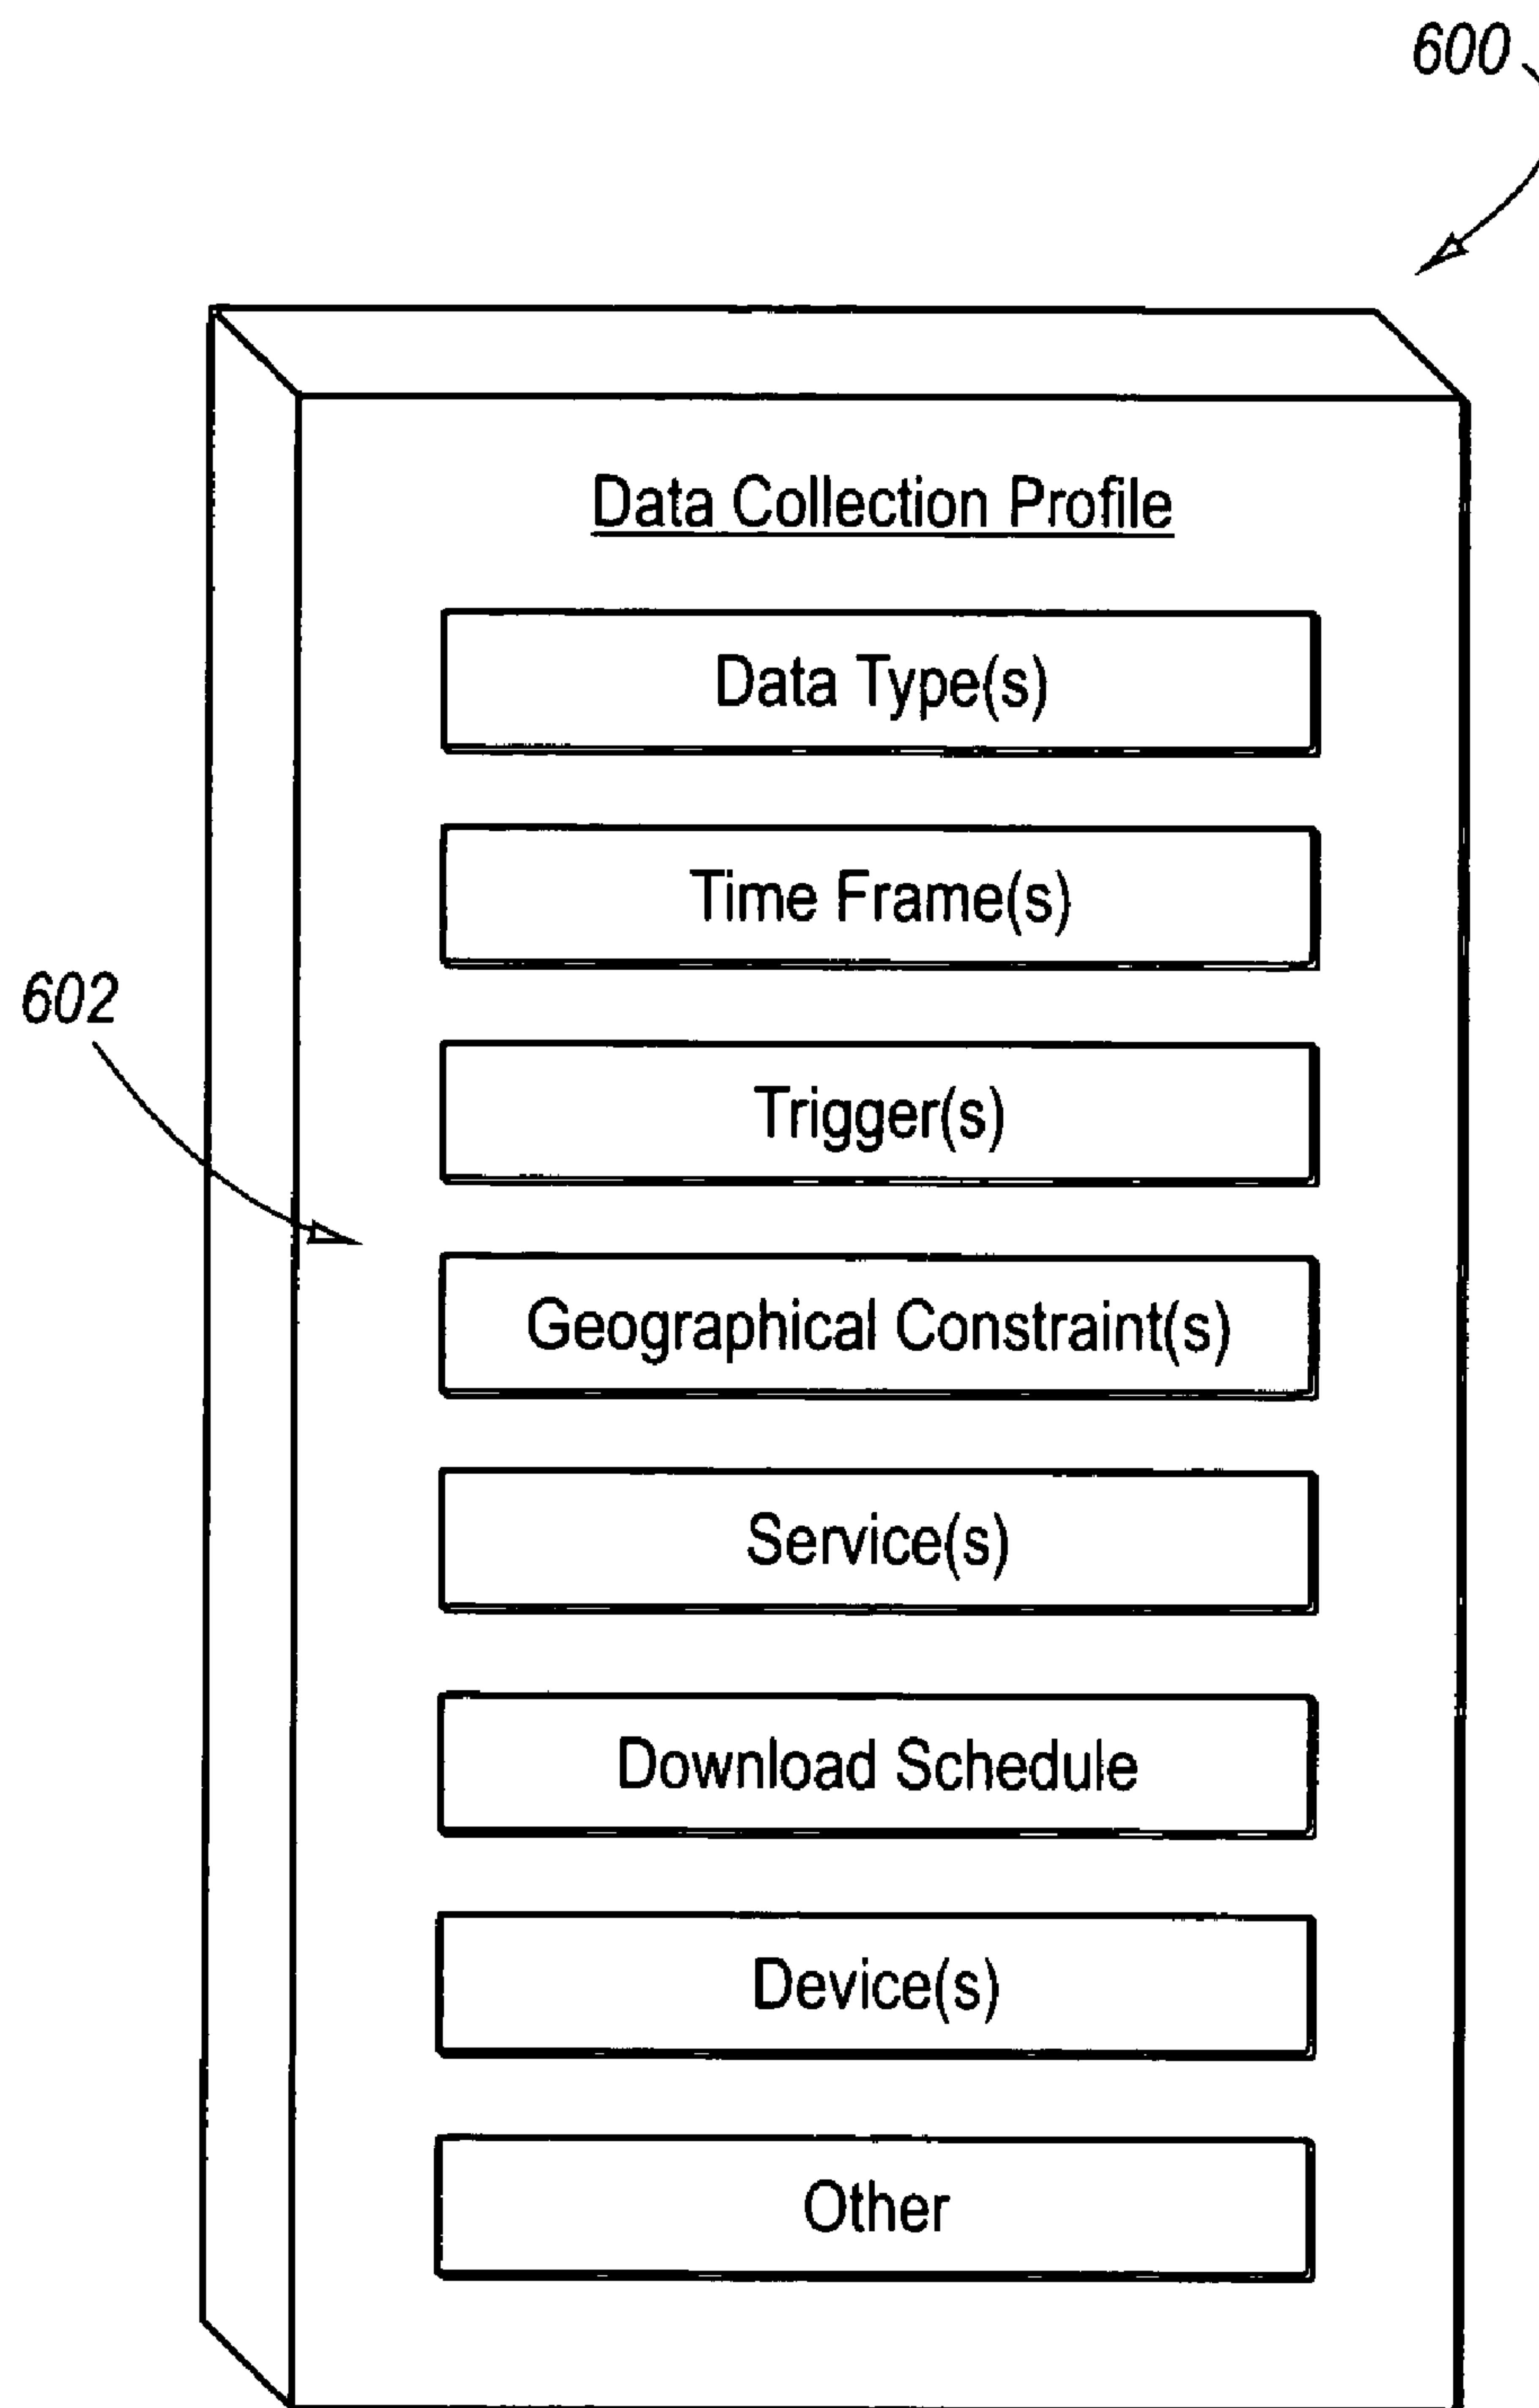 600
Data Collection Profile
Data Type(s)
Time Frame(s)
602
Trigger(s)
Geographical Constraint(s)
Service(s)
Download Schedule
Device(s)
Other